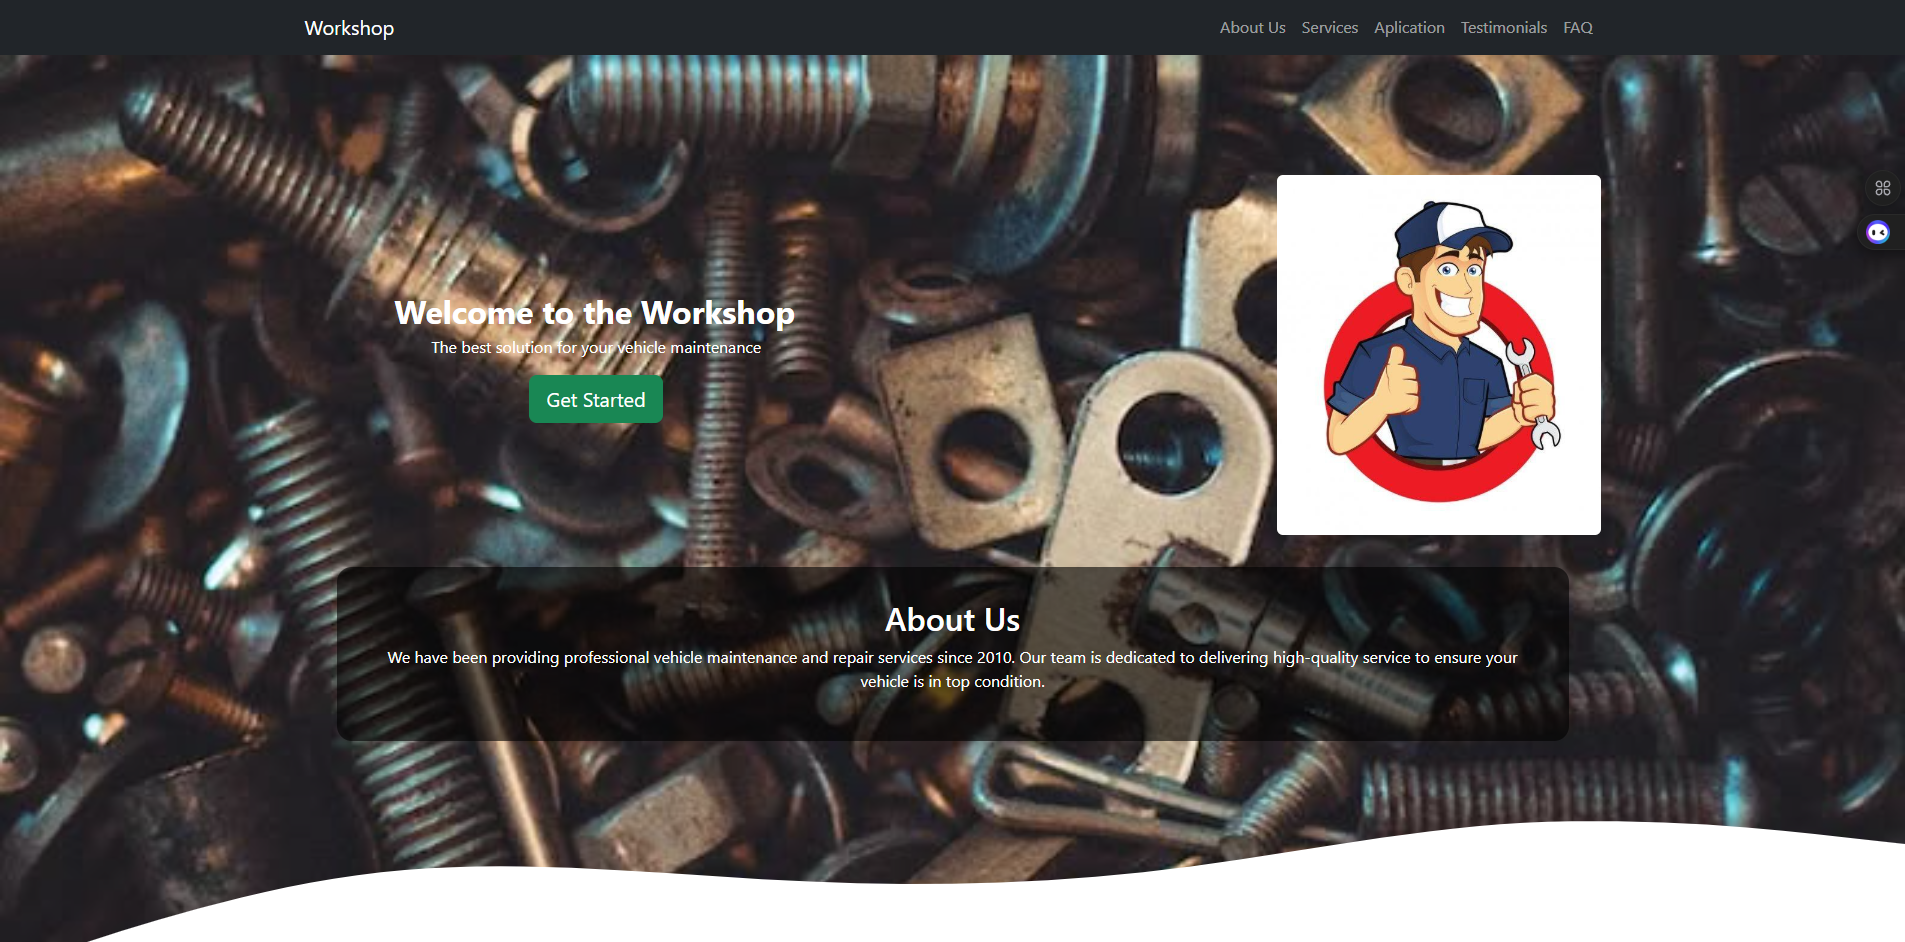 Workshop
About Us Services Aplication Testimonials FAQ
Welcome to the Workshop
The best solution for your vehicle maintenance
Get Started
About Us
We have been providing professional vehicle maintenance and repair services since 2010. Our team is dedicated to delivering high-quality service to ensure your
vehicle is in top condition.